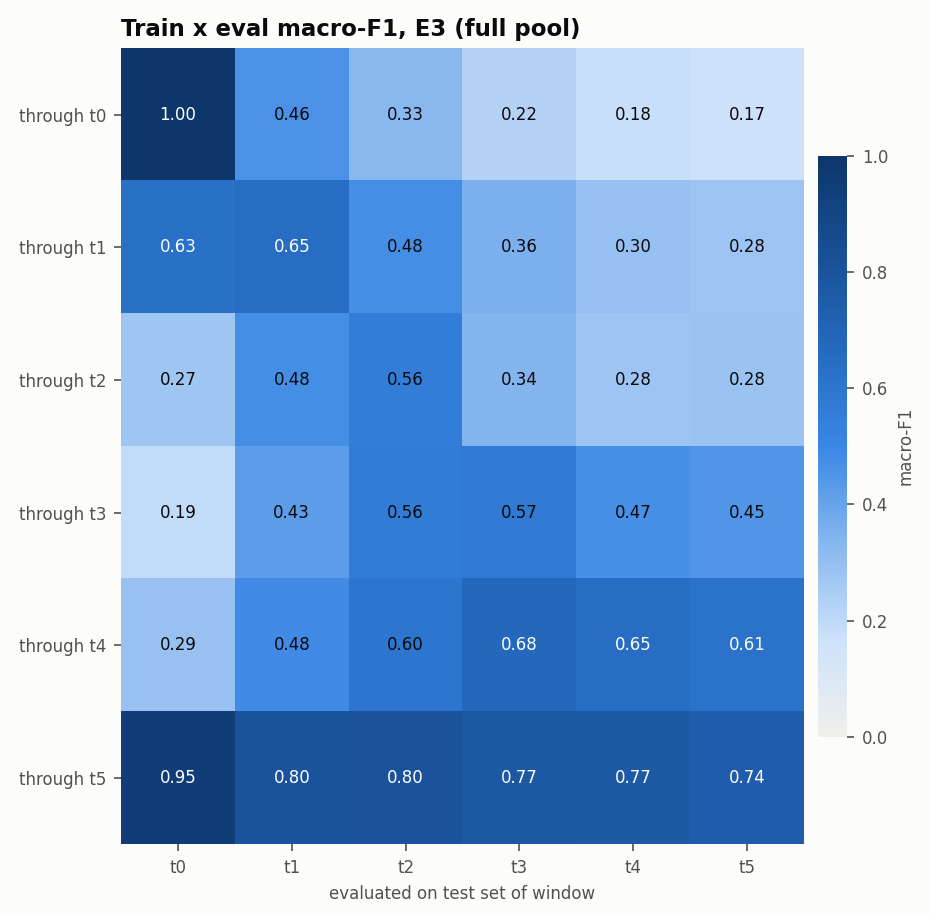 Train x eval macro-F1, E3 (full pool)
through t0 1.00 0.46 0.33 0.22 0.18 0.17
through t1 0.63 0.65 0.48 0.36 0.30 0.28
through t2 0.27 0.48 0.56 0.34 0.28 0.28
through t3 0.19 0.43 0.56 0.57 0.47 0.45
through t4 0.29 0.48 0.60 0.68 0.65 0.61
through t5 0.95 0.80 0.80 0.77 0.77 0.74
t0 t1 t2 t3 t4 t5
evaluated on test set of window
1.0
0.8
0.6
0.4
0.2
0.0
macro-F1